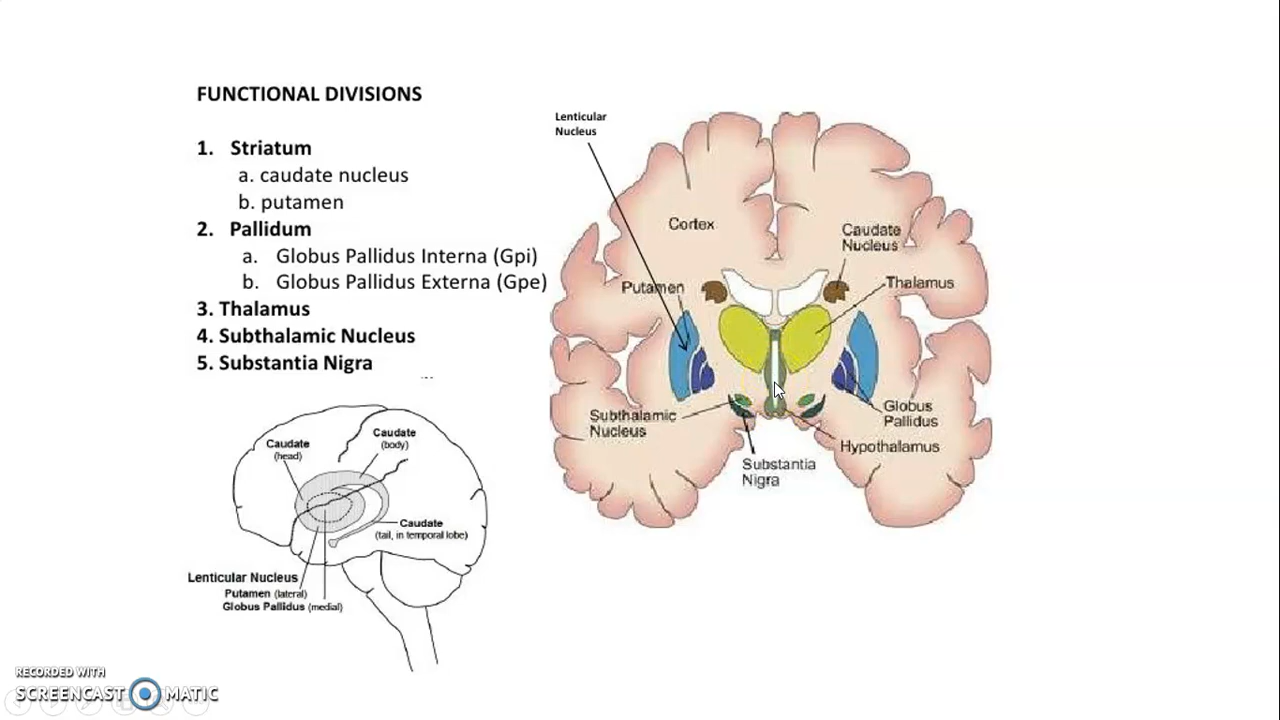 FUNCTIONAL DIVISIONS
1. Striatum
a. caudate nucleus
b. putamen
2. Pallidum
a. Globus Pallidus Interna (Gpi)
b. Globus Pallidus Externa (Gpe)
3. Thalamus
4. Subthalamic Nucleus
5. Substantia Nigra
Lenticular
Nucleus
Cortex
Caudate
Nucleus
Putamen
Thalamus
Subthalamic
Nucleus
Globus
Pallidus
Hypothalamus
Substantia
Nigra
Caudate
(head)
Caudate
(body)
Caudate
(tail, in temporal lobe)
Lenticular Nucleus
Putamen (lateral)
Globus Pallidus (medial)
RECORDED WITH
SCREENCAST MATIC